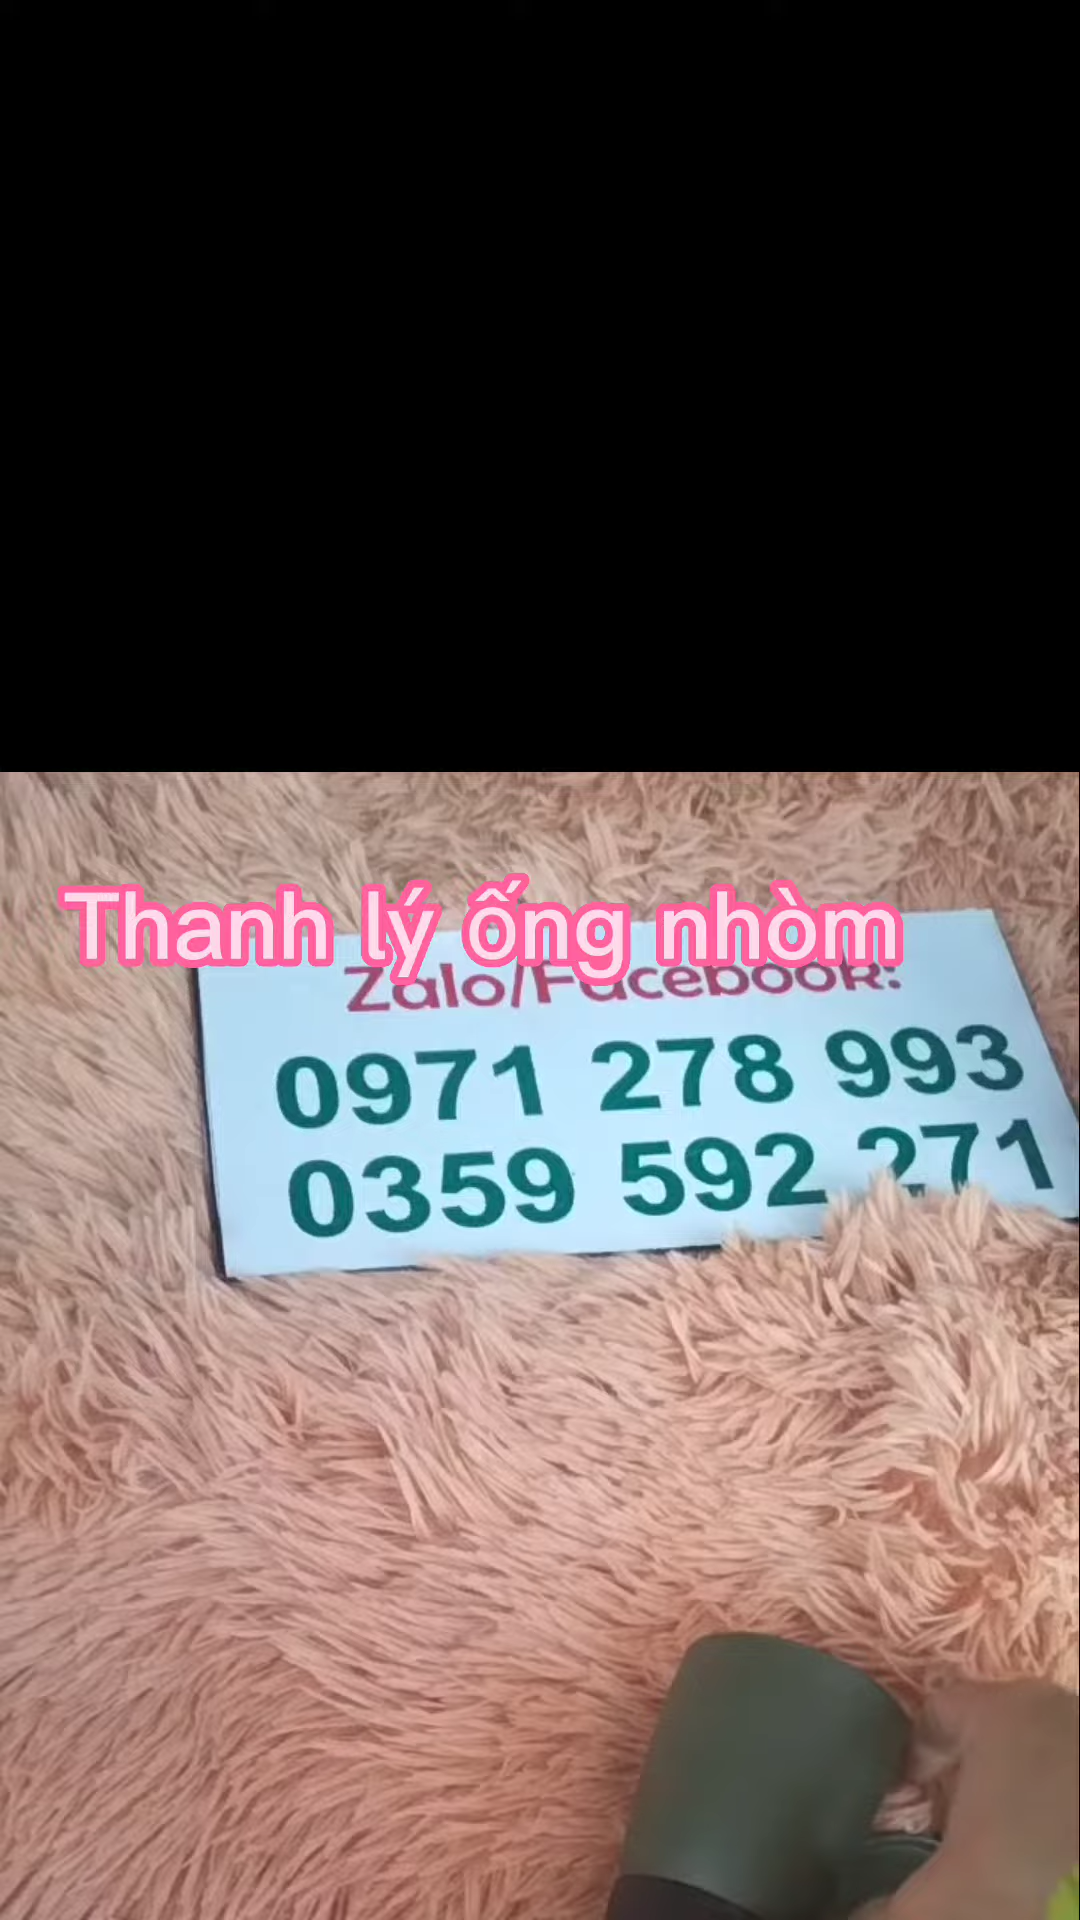 Thanh lý ống nhòm
Zalo/Facebook:
0971 278 993
0359 592 271